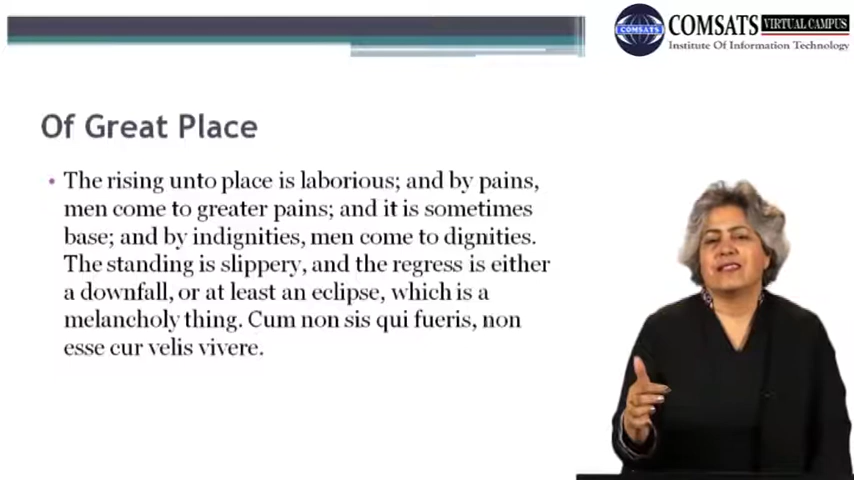 COMSATS
COMSATS VIRTUAL CAMPUS
Institute Of Information Technology
Of Great Place
• The rising unto place is laborious; and by pains,
men come to greater pains; and it is sometimes
base; and by indignities, men come to dignities.
The standing is slippery, and the regress is either
a downfall, or at least an eclipse, which is a
melancholy thing. Cum non sis qui fueris, non
esse cur velis vivere.